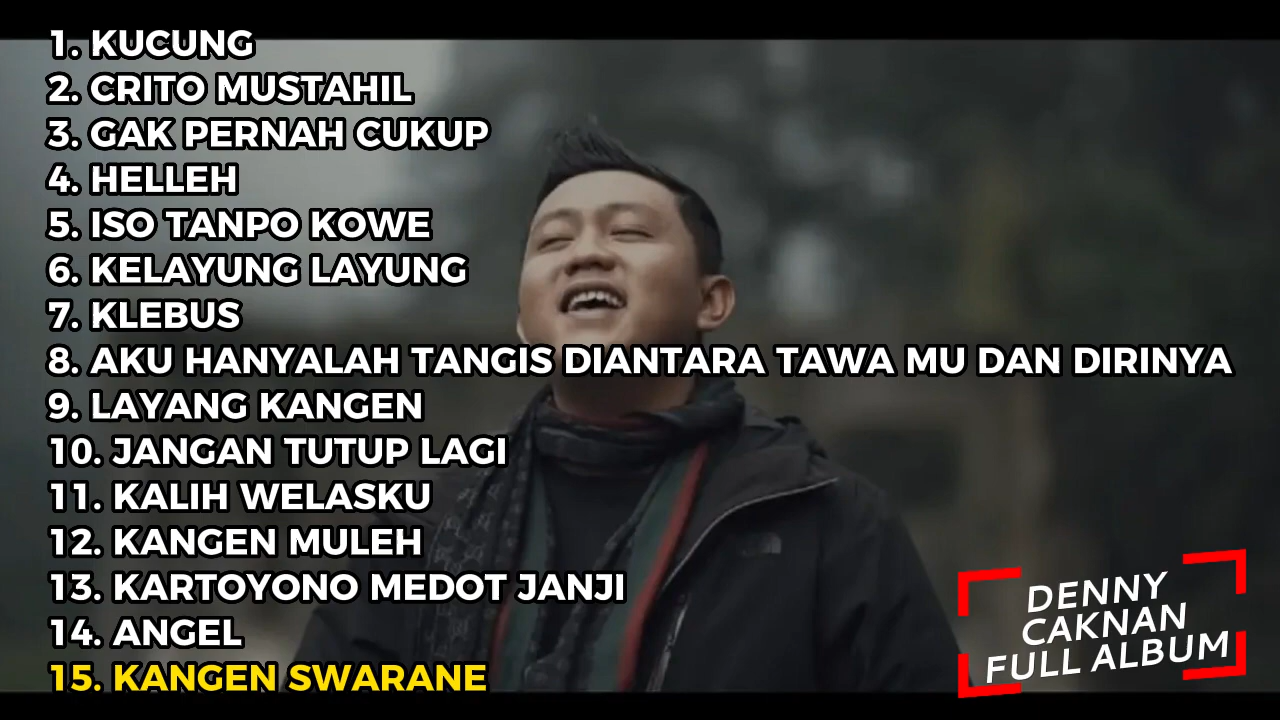 1. KUCUNG
2. CRITO MUSTAHIL
3. GAK PERNAH CUKUP
4. HELLEH
5. ISO TANPO KOWE
6. KELAYUNG LAYUNG
7. KLEBUS
8. AKU HANYALAH TANGIS DIANTARA TAWA MU DAN DIRINYA
9. LAYANG KANGEN
10. JANGAN TUTUP LAGI
11. KALIH WELASKU
12. KANGEN MULEH
13. KARTOYONO MEDOT JANJI
14. ANGEL
15. KANGEN SWARANE
DENNY
CAKNAN
FULL ALBUM